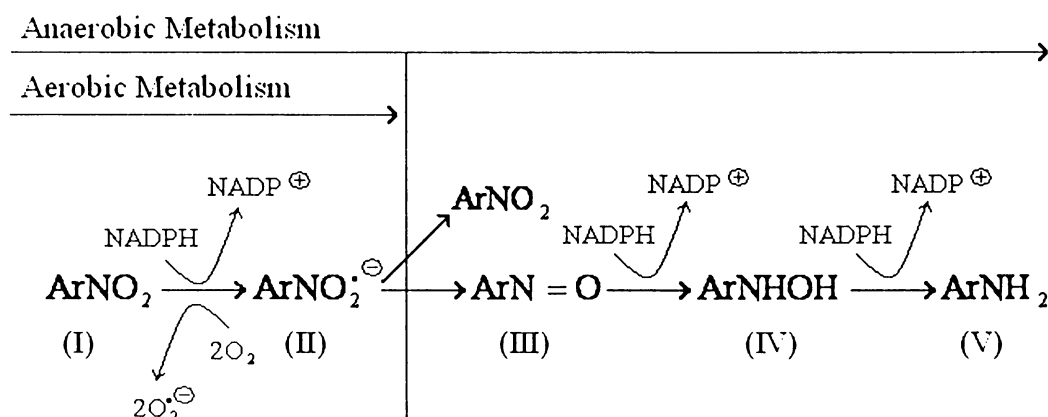 Anaerobic Metabolism
Aerobic Metabolism
NADP⊕ NADP⊕ NADP⊕
ArNO₂
NADPH NADPH NADPH
ArNO₂ ArNO₂•⊖ ArN = O ArNHOH ArNH₂
(I) (II) (III) (IV) (V)
2O₂
2O₂•⊖